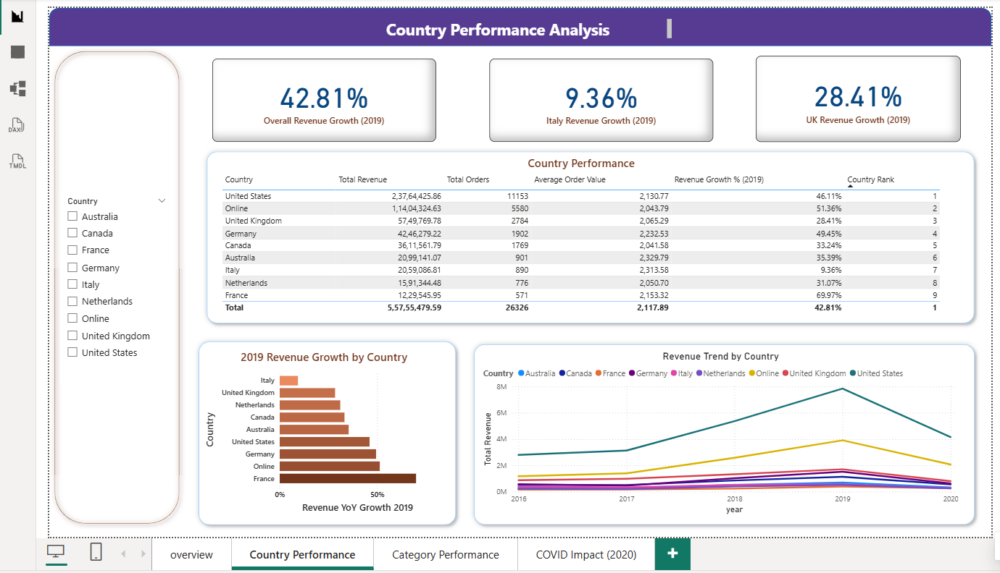 Country Performance Analysis
42.81%
Overall Revenue Growth (2019)
9.36%
Italy Revenue Growth (2019)
28.41%
UK Revenue Growth (2019)
DAX
TMDL
Country
Australia
Canada
France
Germany
Italy
Netherlands
Online
United Kingdom
United States
Country Performance
Country Total Revenue Total Orders Average Order Value Revenue Growth % (2019) Country Rank
United States 2,37,64,425.86 11153 2,130.77 46.11% 1
Online 1,14,04,324.63 5580 2,043.79 51.36% 2
United Kingdom 57,49,769.78 2784 2,065.29 28.41% 3
Germany 42,46,279.22 1902 2,232.53 49.45% 4
Canada 36,11,561.79 1769 2,041.58 33.24% 5
Australia 20,99,141.07 901 2,329.79 35.39% 6
Italy 20,59,086.81 890 2,313.58 9.36% 7
Netherlands 15,91,344.48 776 2,050.70 31.07% 8
France 12,29,545.95 571 2,153.32 69.97% 9
Total 5,57,55,479.59 26326 2,117.89 42.81% 1
2019 Revenue Growth by Country
Country
Italy
United Kingdom
Netherlands
Canada
Australia
United States
Germany
Online
France
0% 50%
Revenue YoY Growth 2019
Revenue Trend by Country
Country Australia Canada France Germany Italy Netherlands Online United Kingdom United States
Total Revenue
8M
6M
4M
2M
0M
2016 2017 2018 2019 2020
year
overview Country Performance Category Performance COVID Impact (2020) +